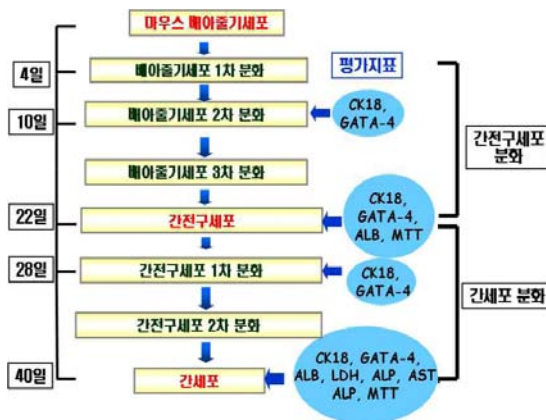 마우스 배아줄기세포
4일
배아줄기세포 1차 분화
평가지표
10일
배아줄기세포 2차 분화
CK18,
GATA-4
배아줄기세포 3차 분화
간전구세포
분화
22일
간전구세포
CK18,
GATA-4,
ALB, MTT
28일
간전구세포 1차 분화
CK18,
GATA-4
간세포 분화
간전구세포 2차 분화
40일
간세포
CK18, GATA-4,
ALB, LDH, ALP, AST
ALP, MTT